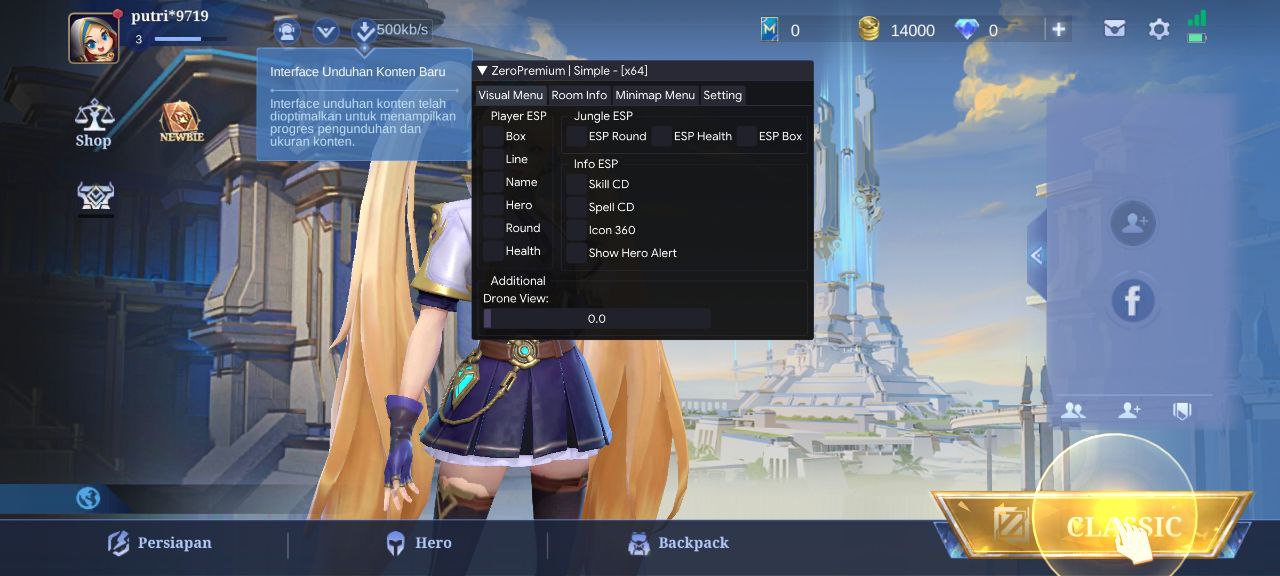 putri*9719
3
500kb/s
0
14000
0
Interface Unduhan Konten Baru
Interface unduhan konten telah
dioptimalkan untuk menampilkan
progres pengunduhan dan
ukuran konten.
Shop
NEWBIE
ZeroPremium | Simple - [x64]
Visual Menu
Room Info
Minimap Menu
Setting
Player ESP
Box
Line
Name
Hero
Round
Health
Jungle ESP
ESP Round
ESP Health
ESP Box
Info ESP
Skill CD
Spell CD
Icon 360
Show Hero Alert
Additional
Drone View:
0.0
Persiapan
Hero
Backpack
CLASSIC